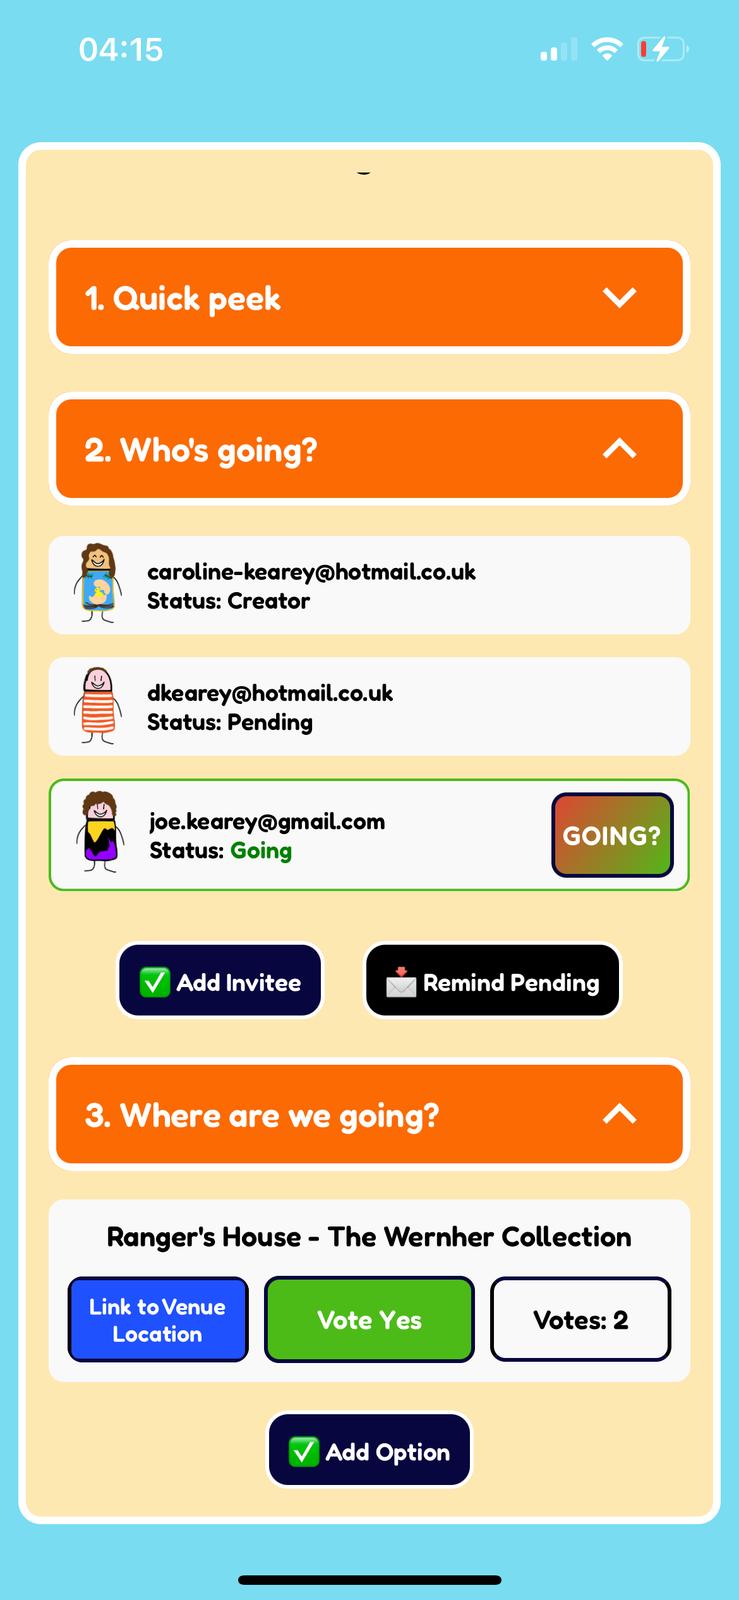 04:15
1. Quick peek
2. Who's going?
caroline-kearey@hotmail.co.uk
Status: Creator
dkearey@hotmail.co.uk
Status: Pending
joe.kearey@gmail.com
Status: Going
GOING?
Add Invitee
Remind Pending
3. Where are we going?
Ranger's House - The Wernher Collection
Link to Venue
Location
Vote Yes
Votes: 2
Add Option